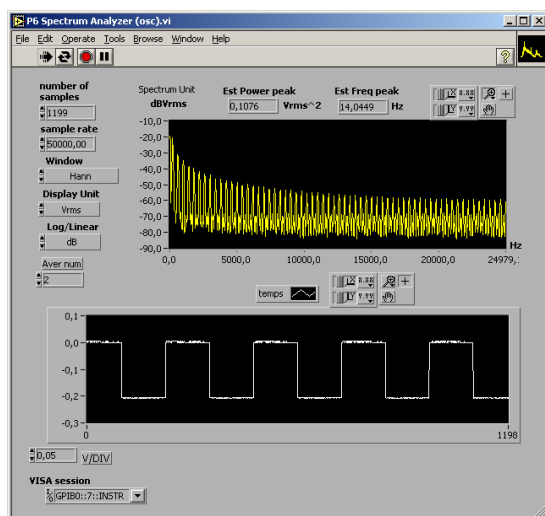 P6 Spectrum Analyzer (osc).vi
File Edit Operate Tools Browse Window Help
number of samples
1199
sample rate
50000,00
Window
Hann
Display Unit
Vrms
Log/Linear
dB
Aver num
2
Spectrum Unit
dBVrms
Est Power peak
0,1076 Vrms^2
Est Freq peak
14,0449 Hz
-10,0
-20,0
-30,0
-40,0
-50,0
-60,0
-70,0
-80,0
-90,0
0,0 5000,0 10000,0 15000,0 20000,0 24979,:
Hz
temps
0,1
0,0
-0,1
-0,2
-0,3
0 1198
0,05 V/DIV
VISA session
GPIB0::7::INSTR